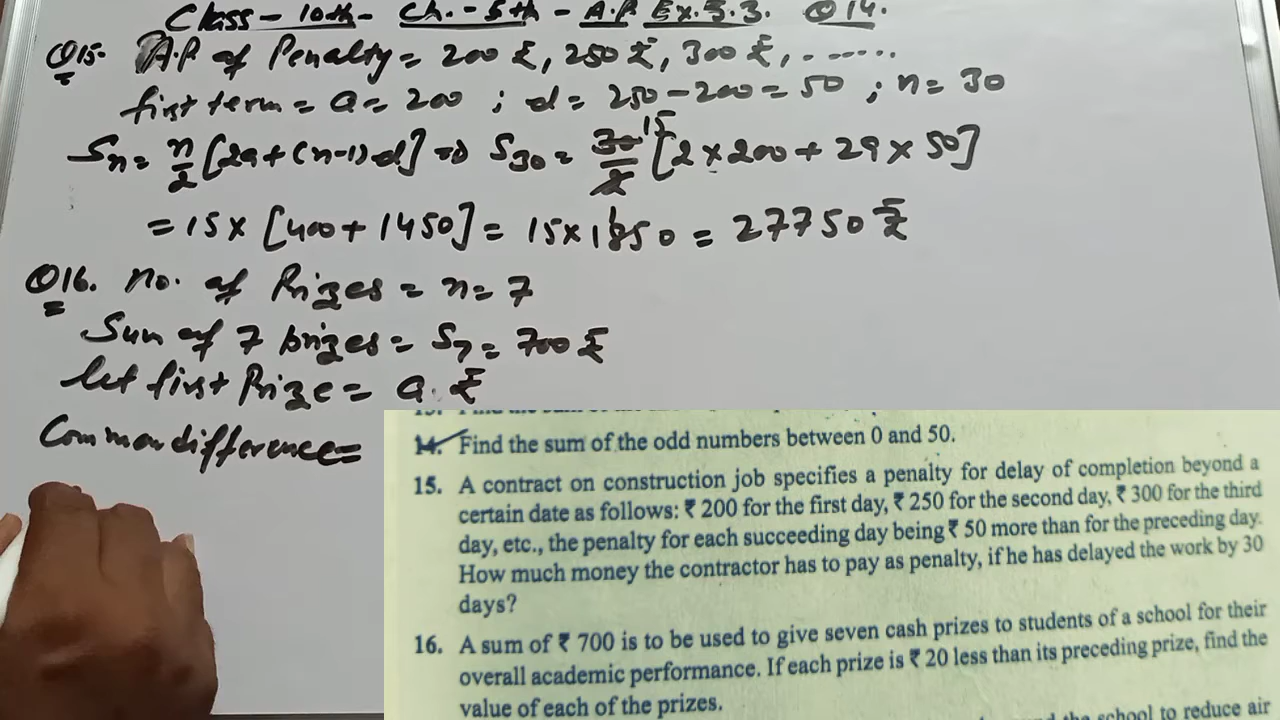 Class-10th- Ch.-5th-A.P Ex.5.3. Q14.
Q15. A.P of Penalty= 200 ₹, 250 ₹, 300 ₹, .......
first term = a = 200 ; d= 250-200=50 ; n= 30
Sn= n/2 [2a+(n-1)d] => S30 = 30/2 15 [2×200+29×50]
= 15× [400+1450] = 15×1850 = 27750 ₹
Q16. no. of Prizes = n= 7
Sum of 7 prizes = S7 = 700 ₹
let first Prize = a. ₹
Common difference =
14. Find the sum of the odd numbers between 0 and 50.
15. A contract on construction job specifies a penalty for delay of completion beyond a
certain date as follows: ₹ 200 for the first day, ₹ 250 for the second day, ₹ 300 for the third
day, etc., the penalty for each succeeding day being ₹ 50 more than for the preceding day.
How much money the contractor has to pay as penalty, if he has delayed the work by 30
days?
16. A sum of ₹ 700 is to be used to give seven cash prizes to students of a school for their
overall academic performance. If each prize is ₹ 20 less than its preceding prize, find the
value of each of the prizes.
the school to reduce air